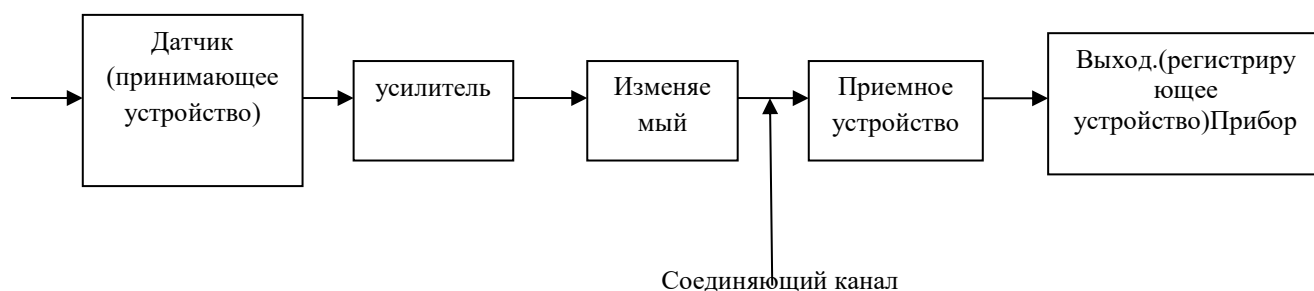 Датчик
(принимающее
устройство)
усилитель
Изменяе
мый
Приемное
устройство
Выход.(регистриру
ющее
устройство)Прибор
Соединяющий канал